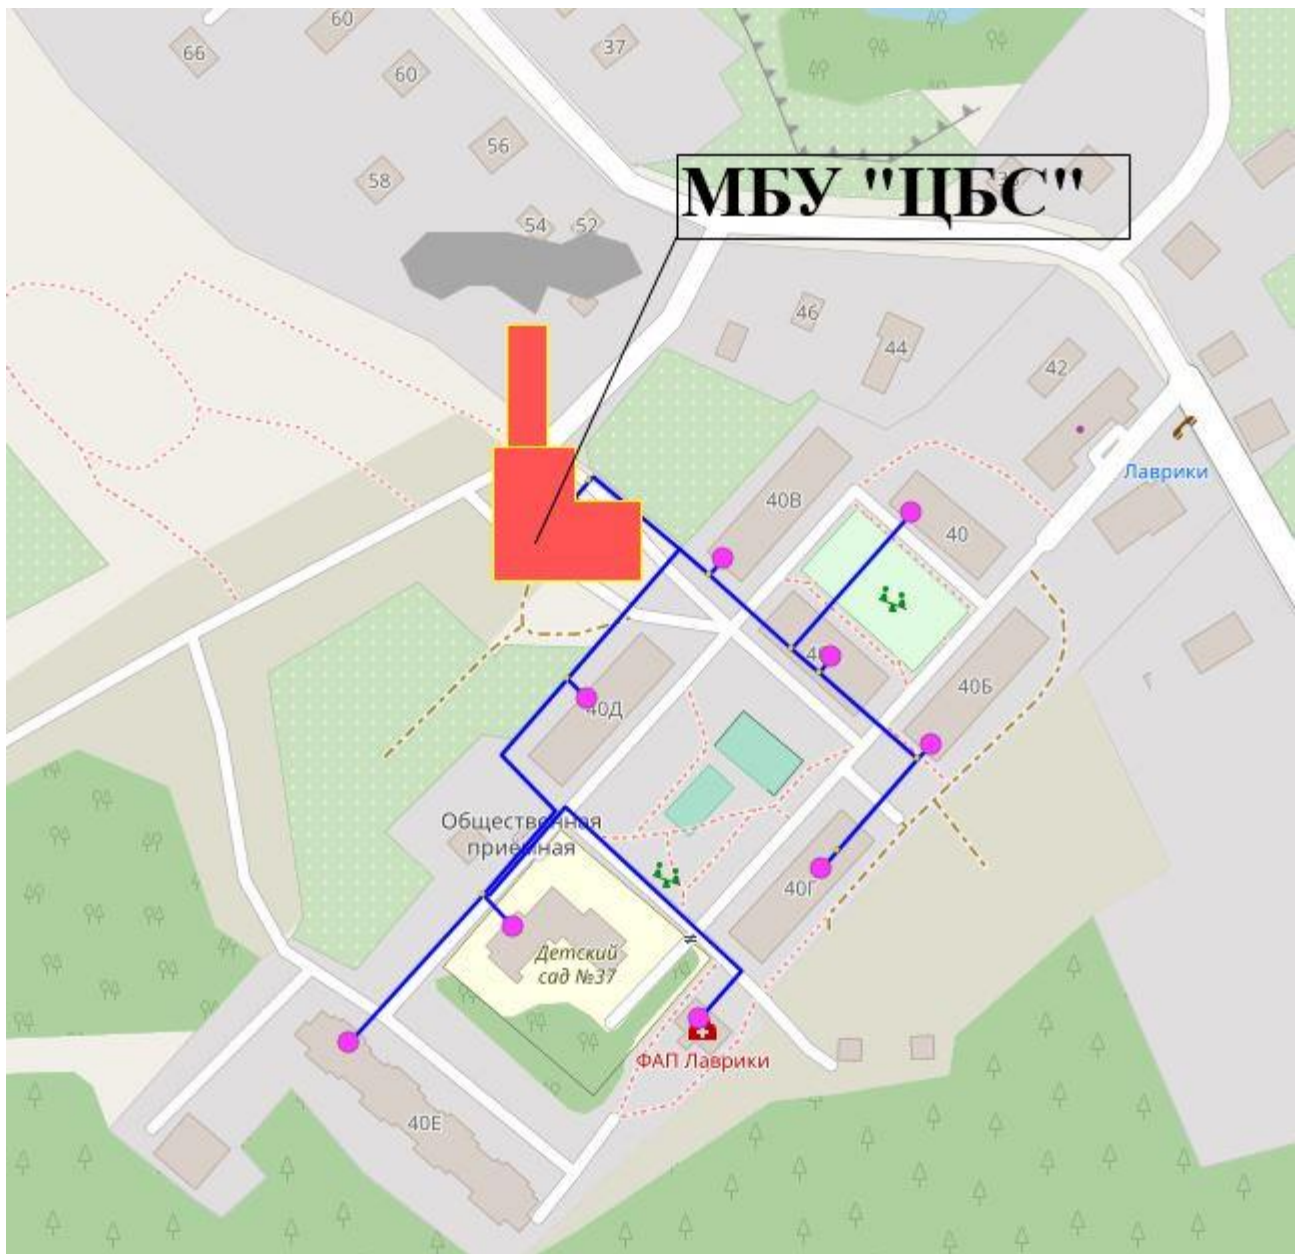 60
66
37
60
56
58
МБУ "ЦБС"
54
52
46
44
42
Лаврики
40В
40
40Б
40Д
Общественная
приёмная
40Г
Детский
сад №37
ФАП Лаврики
40Е